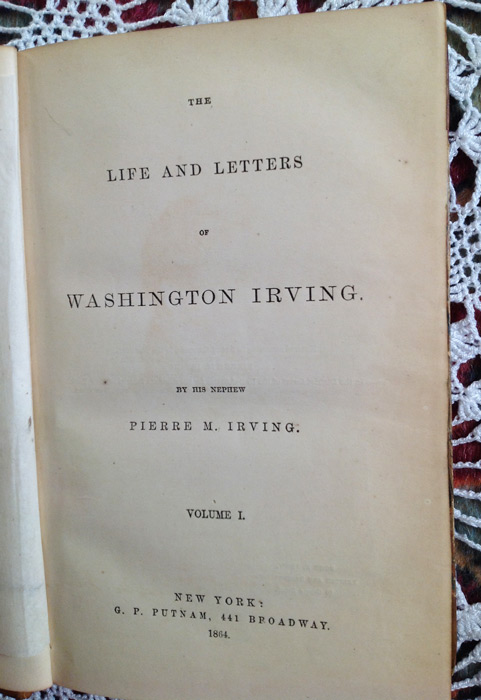 THE
LIFE AND LETTERS
OF
WASHINGTON IRVING.
BY HIS NEPHEW
PIERRE M. IRVING.
VOLUME I.
NEW YORK:
G. P. PUTNAM, 441 BROADWAY.
1864.